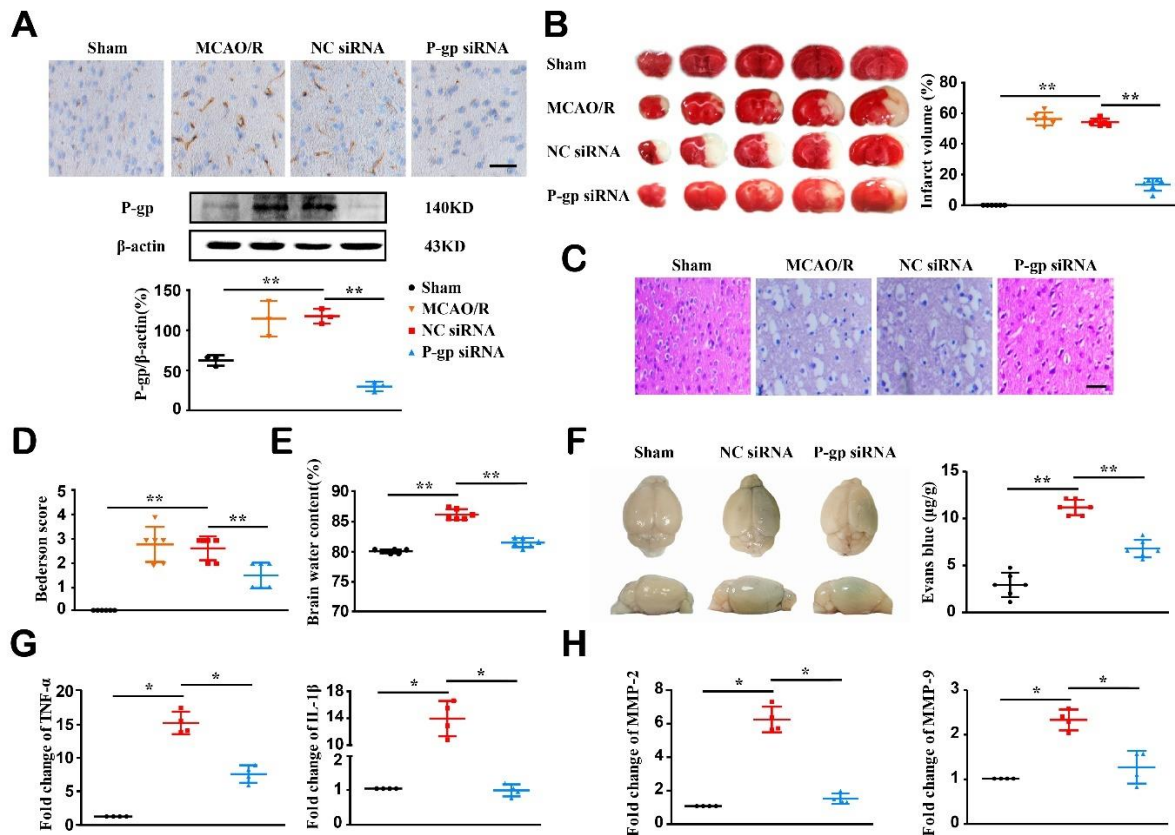 A
Sham MCAO/R NC siRNA P-gp siRNA
P-gp 140KD
β-actin 43KD
P-gp/β-actin(%)
150
100
50
0
**
**
Sham
MCAO/R
NC siRNA
P-gp siRNA
B
Sham
MCAO/R
NC siRNA
P-gp siRNA
Infarct volume (%)
80
60
40
20
0
**
**
C
Sham MCAO/R NC siRNA P-gp siRNA
D
Bederson score
5
4
3
2
1
0
**
**
E
Brain water content(%)
90
85
80
75
70
**
**
F
Sham NC siRNA P-gp siRNA
Evans blue (μg/g)
15
10
5
0
**
**
G
Fold change of TNF-α
20
15
10
5
0
*
*
Fold change of IL-1β
18
16
14
12
10
2
1
0
*
*
H
Fold change of MMP-2
8
6
4
2
0
*
*
Fold change of MMP-9
3
2
1
0
*
*